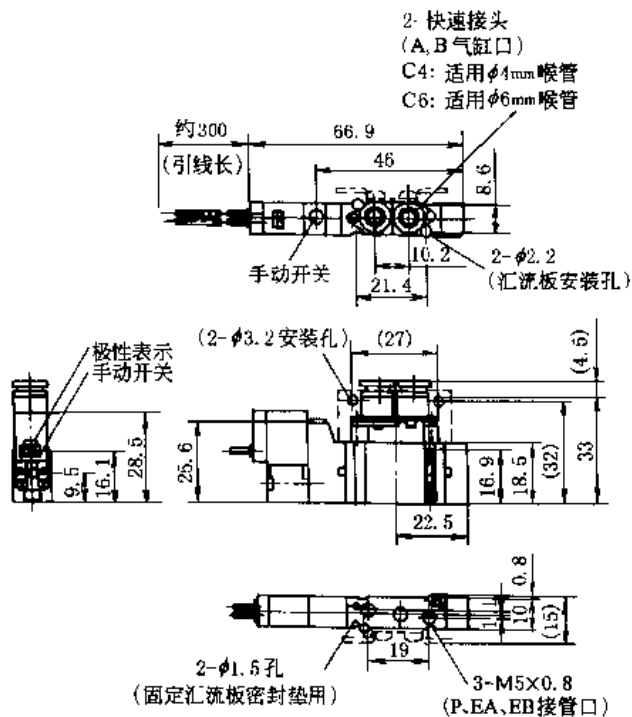 2- 快速接头
(A, B 气缸口)
C4: 适用ϕ4mm喉管
C6: 适用ϕ6mm喉管
约300
(引线长)
66.9
46
8.6
手动开关
10.2
21.4
2-ϕ2.2
(汇流板安装孔)
极性表示
手动开关
(2-ϕ3.2安装孔)
(27)
(4.5)
9.5
16.1
28.5
25.6
16.9
18.5
(32)
33
22.5
0.8
10
(15)
19
2-ϕ1.5孔
(固定汇流板密封垫用)
3-M5×0.8
(P、EA、EB接管口)